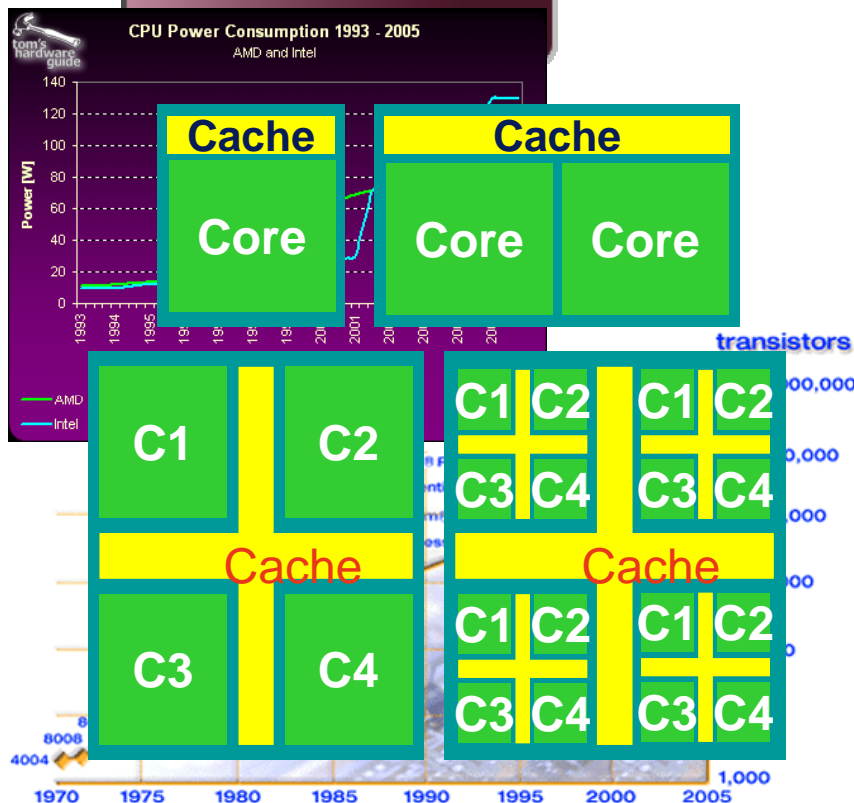 tom's
hardware
guide
CPU Power Consumption 1993 - 2005
AMD and Intel
140
120
100
80
60
40
20
0
Power [W]
1993
1994
1995
2001
AMD
Intel
Cache
Core
Cache
Core
Core
transistors
C1
C2
Cache
C3
C4
C1 C2
C3 C4
C1 C2
C3 C4
Cache
C1 C2
C3 C4
C1 C2
C3 C4
8008
4004
1,000
1970
1975
1980
1985
1990
1995
2000
2005